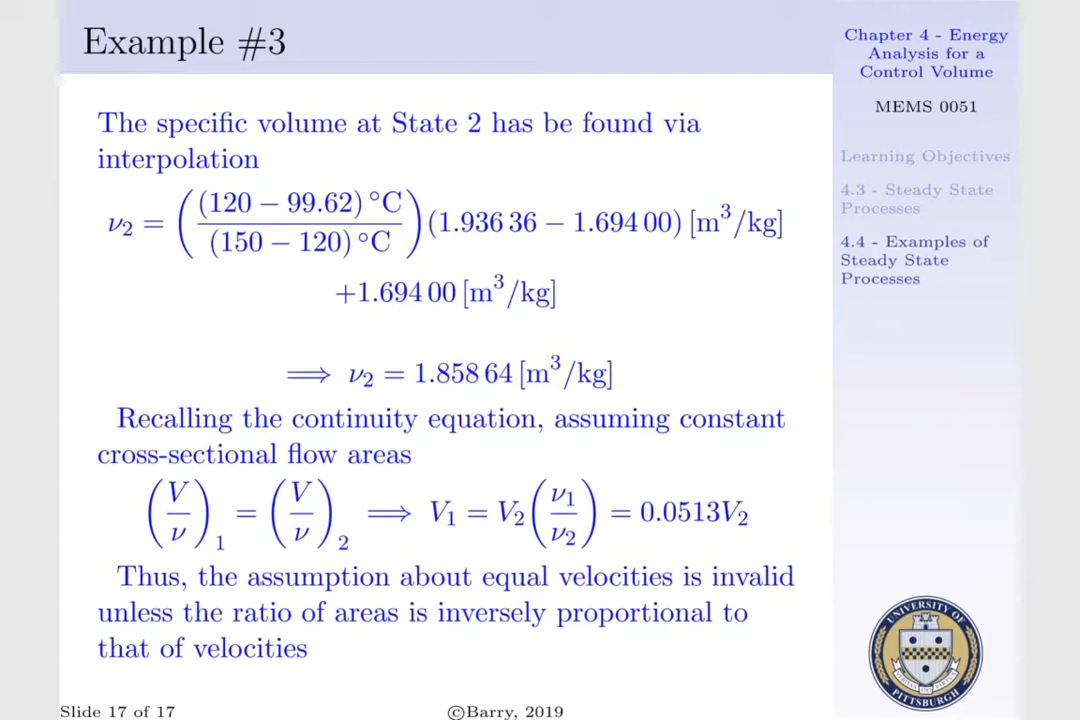 Example #3
The specific volume at State 2 has be found via
interpolation
ν₂ = ((120 − 99.62) °C / (150 − 120) °C)(1.936 36 − 1.694 00) [m³/kg]
+1.694 00 [m³/kg]
⟹ ν₂ = 1.858 64 [m³/kg]
Recalling the continuity equation, assuming constant
cross-sectional flow areas
(V/ν)₁ = (V/ν)₂ ⟹ V₁ = V₂(ν₁/ν₂) = 0.0513V₂
Thus, the assumption about equal velocities is invalid
unless the ratio of areas is inversely proportional to
that of velocities
Slide 17 of 17
©Barry, 2019
Chapter 4 - Energy
Analysis for a
Control Volume
MEMS 0051
Learning Objectives
4.3 - Steady State
Processes
4.4 - Examples of
Steady State
Processes
UNIVERSITY OF
PITTSBURGH